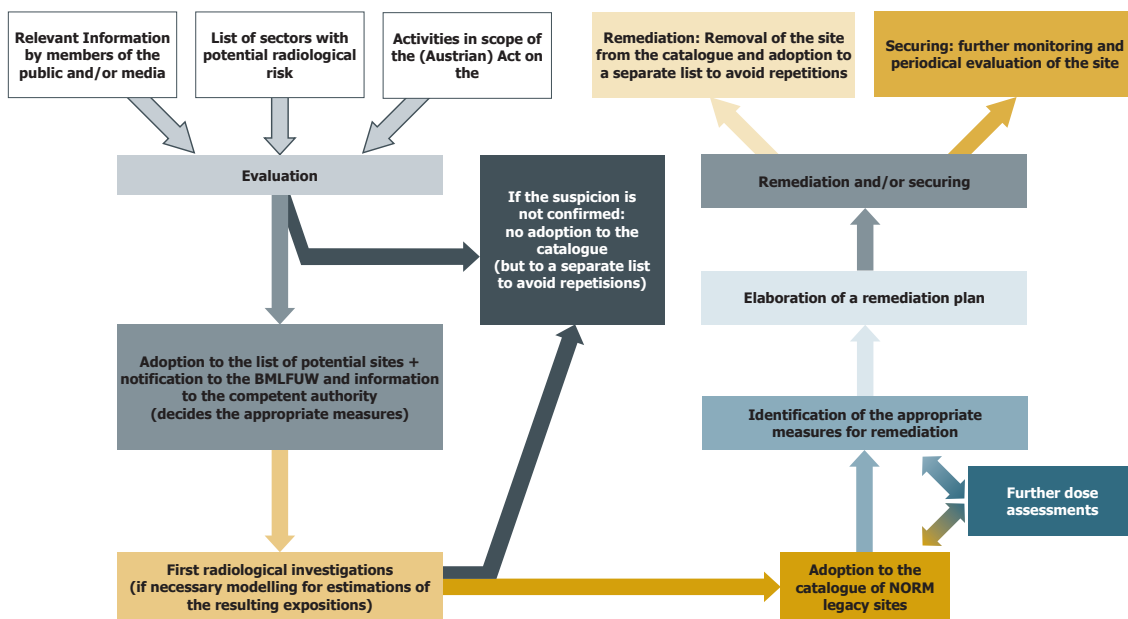 Relevant Information
by members of the
public and/or media
List of sectors with
potential radiological
risk
Activities in scope of
the (Austrian) Act on
the
Remediation: Removal of the site
from the catalogue and adoption to
a separate list to avoid repetitions
Securing: further monitoring and
periodical evaluation of the site
Evaluation
If the suspicion is
not confirmed:
no adoption to the
catalogue
(but to a separate list
to avoid repetisions)
Remediation and/or securing
Elaboration of a remediation plan
Adoption to the list of potential sites +
notification to the BMLFUW and information
to the competent authority
(decides the appropriate measures)
Identification of the appropriate
measures for remediation
Further dose
assessments
First radiological investigations
(if necessary modelling for estimations of
the resulting expositions)
Adoption to the
catalogue of NORM
legacy sites